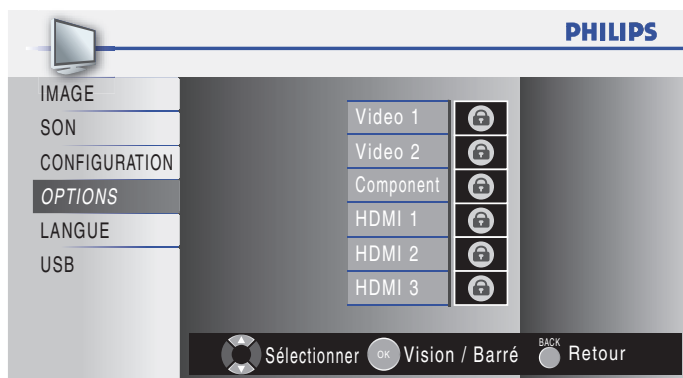 PHILIPS
IMAGE
SON
CONFIGURATION
OPTIONS
LANGUE
USB
Video 1
Video 2
Component
HDMI 1
HDMI 2
HDMI 3
Sélectionner OK Vision / Barré BACK Retour